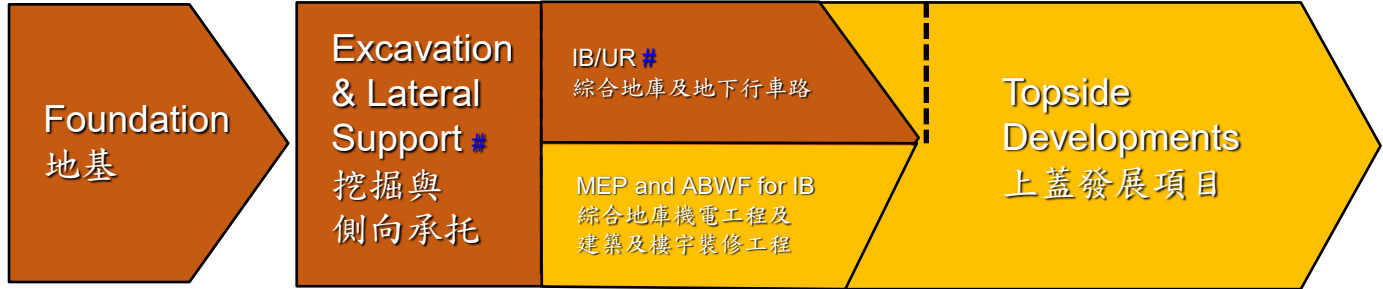 Foundation
地基
Excavation
& Lateral
Support #
挖掘與
側向承托
IB/UR #
綜合地庫及地下行車路
MEP and ABWF for IB
綜合地庫機電工程及
建築及樓宇裝修工程
Topside
Developments
上蓋發展項目